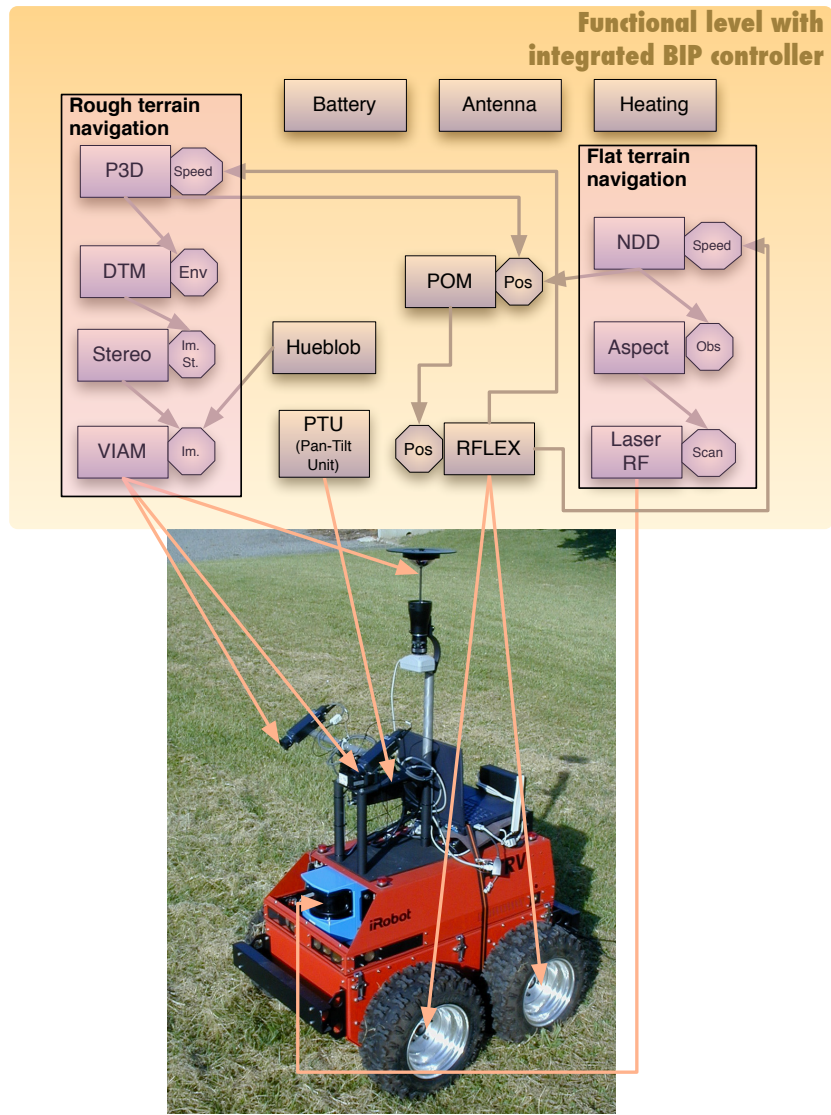 Functional level with
integrated BIP controller
Battery
Antenna
Heating
Rough terrain
navigation
P3D
Speed
DTM
Env
Stereo
Im.
St.
VIAM
Im.
Hueblob
PTU
(Pan-Tilt
Unit)
POM
Pos
Pos
RFLEX
Flat terrain
navigation
NDD
Speed
Aspect
Obs
Laser
RF
Scan
iRobot
RV